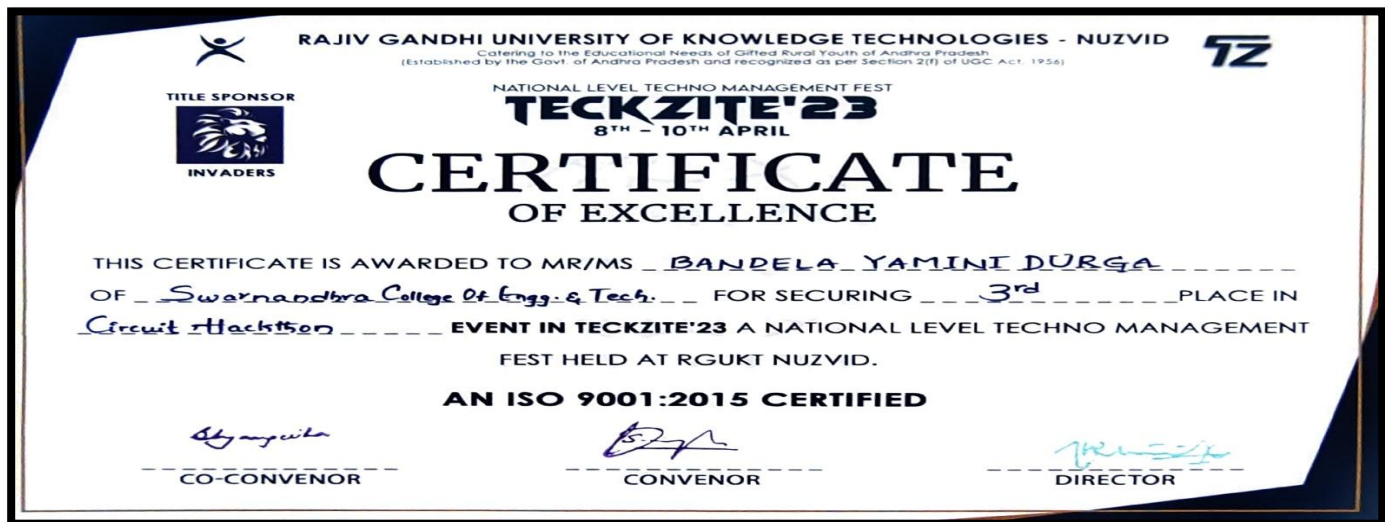 RAJIV GANDHI UNIVERSITY OF KNOWLEDGE TECHNOLOGIES - NUZVID
Catering to the Educational Needs of Gifted Rural Youth of Andhra Pradesh
(Established by the Govt. of Andhra Pradesh and recognized as per Section 2(f) of UGC Act, 1956)
TZ
TITLE SPONSOR
INVADERS
NATIONAL LEVEL TECHNO MANAGEMENT FEST
TECKZITE'23
8TH - 10TH APRIL
CERTIFICATE
OF EXCELLENCE
THIS CERTIFICATE IS AWARDED TO MR/MS BANDELA YAMINI DURGA
OF Swarnandhra College Of Engg. & Tech. FOR SECURING 3rd PLACE IN
Circuit Hackthon EVENT IN TECKZITE'23 A NATIONAL LEVEL TECHNO MANAGEMENT
FEST HELD AT RGUKT NUZVID.
AN ISO 9001:2015 CERTIFIED
CO-CONVENOR CONVENOR DIRECTOR